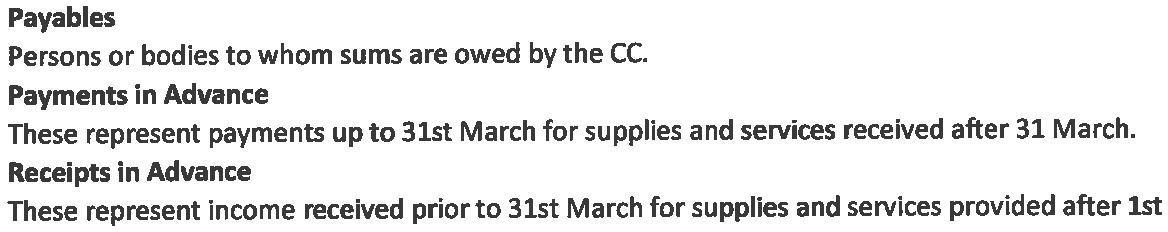 Payables
Persons or bodies to whom sums are owed by the CC.
Payments in Advance
These represent payments up to 31st March for supplies and services received after 31 March.
Receipts in Advance
These represent income received prior to 31st March for supplies and services provided after 1st